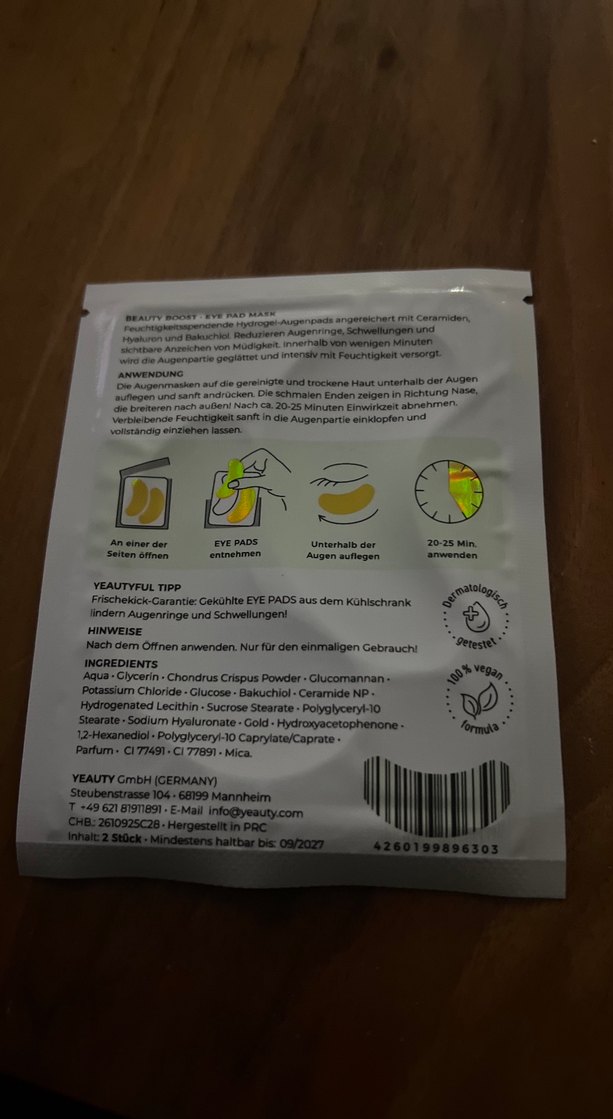 BEAUTY BOOST · EYE PAD MASK
Feuchtigkeitsspendende Hydrogel-Augenpads angereichert mit Ceramiden,
Hyaluron und Bakuchiol. Reduzieren Augenringe, Schwellungen und
sichtbare Anzeichen von Müdigkeit. Innerhalb von wenigen Minuten
wird die Augenpartie geglättet und intensiv mit Feuchtigkeit versorgt.
ANWENDUNG
Die Augenmasken auf die gereinigte und trockene Haut unterhalb der Augen
auflegen und sanft andrücken. Die schmalen Enden zeigen in Richtung Nase,
die breiteren nach außen! Nach ca. 20-25 Minuten Einwirkzeit abnehmen.
Verbleibende Feuchtigkeit sanft in die Augenpartie einklopfen und
vollständig einziehen lassen.
An einer der
Seiten öffnen
EYE PADS
entnehmen
Unterhalb der
Augen auflegen
20-25 Min.
anwenden
YEAUTYFUL TIPP
Frischekick-Garantie: Gekühlte EYE PADS aus dem Kühlschrank
lindern Augenringe und Schwellungen!
HINWEISE
Nach dem Öffnen anwenden. Nur für den einmaligen Gebrauch!
Dermatologisch
getestet
INGREDIENTS
Aqua · Glycerin · Chondrus Crispus Powder · Glucomannan ·
Potassium Chloride · Glucose · Bakuchiol · Ceramide NP ·
Hydrogenated Lecithin · Sucrose Stearate · Polyglyceryl-10
Stearate · Sodium Hyaluronate · Gold · Hydroxyacetophenone ·
1,2-Hexanediol · Polyglyceryl-10 Caprylate/Caprate ·
Parfum · CI 77491 · CI 77891 · Mica.
100% vegan
formula
YEAUTY GmbH (GERMANY)
Steubenstrasse 104 · 68199 Mannheim
T +49 621 81911891 · E-Mail info@yeauty.com
CHB.: 2610925C28 · Hergestellt in PRC
Inhalt: 2 Stück · Mindestens haltbar bis: 09/2027
4260199896303